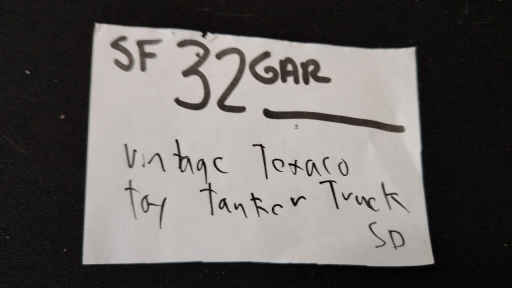 SF 32 GAR
vintage Texaco
toy Tanker Truck
SD